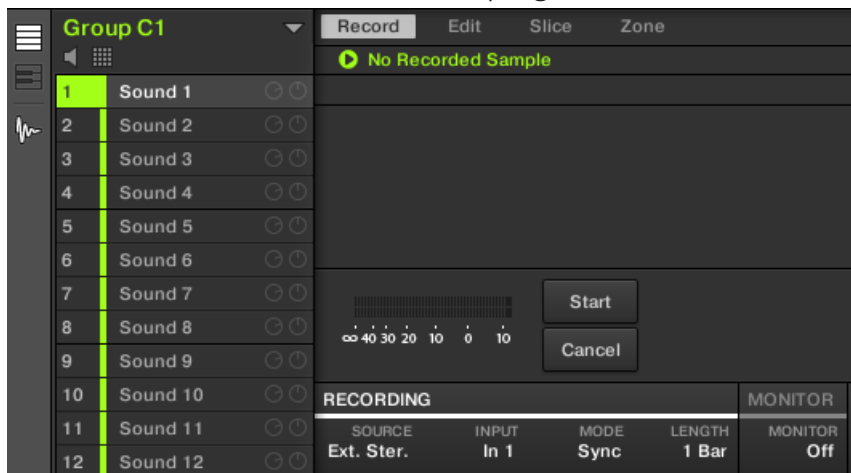 Group C1
1 Sound 1
2 Sound 2
3 Sound 3
4 Sound 4
5 Sound 5
6 Sound 6
7 Sound 7
8 Sound 8
9 Sound 9
10 Sound 10
11 Sound 11
12 Sound 12
Record Edit Slice Zone
No Recorded Sample
∞ 40 30 20 10 0 10
Start
Cancel
RECORDING MONITOR
SOURCE INPUT MODE LENGTH MONITOR
Ext. Ster. In 1 Sync 1 Bar Off